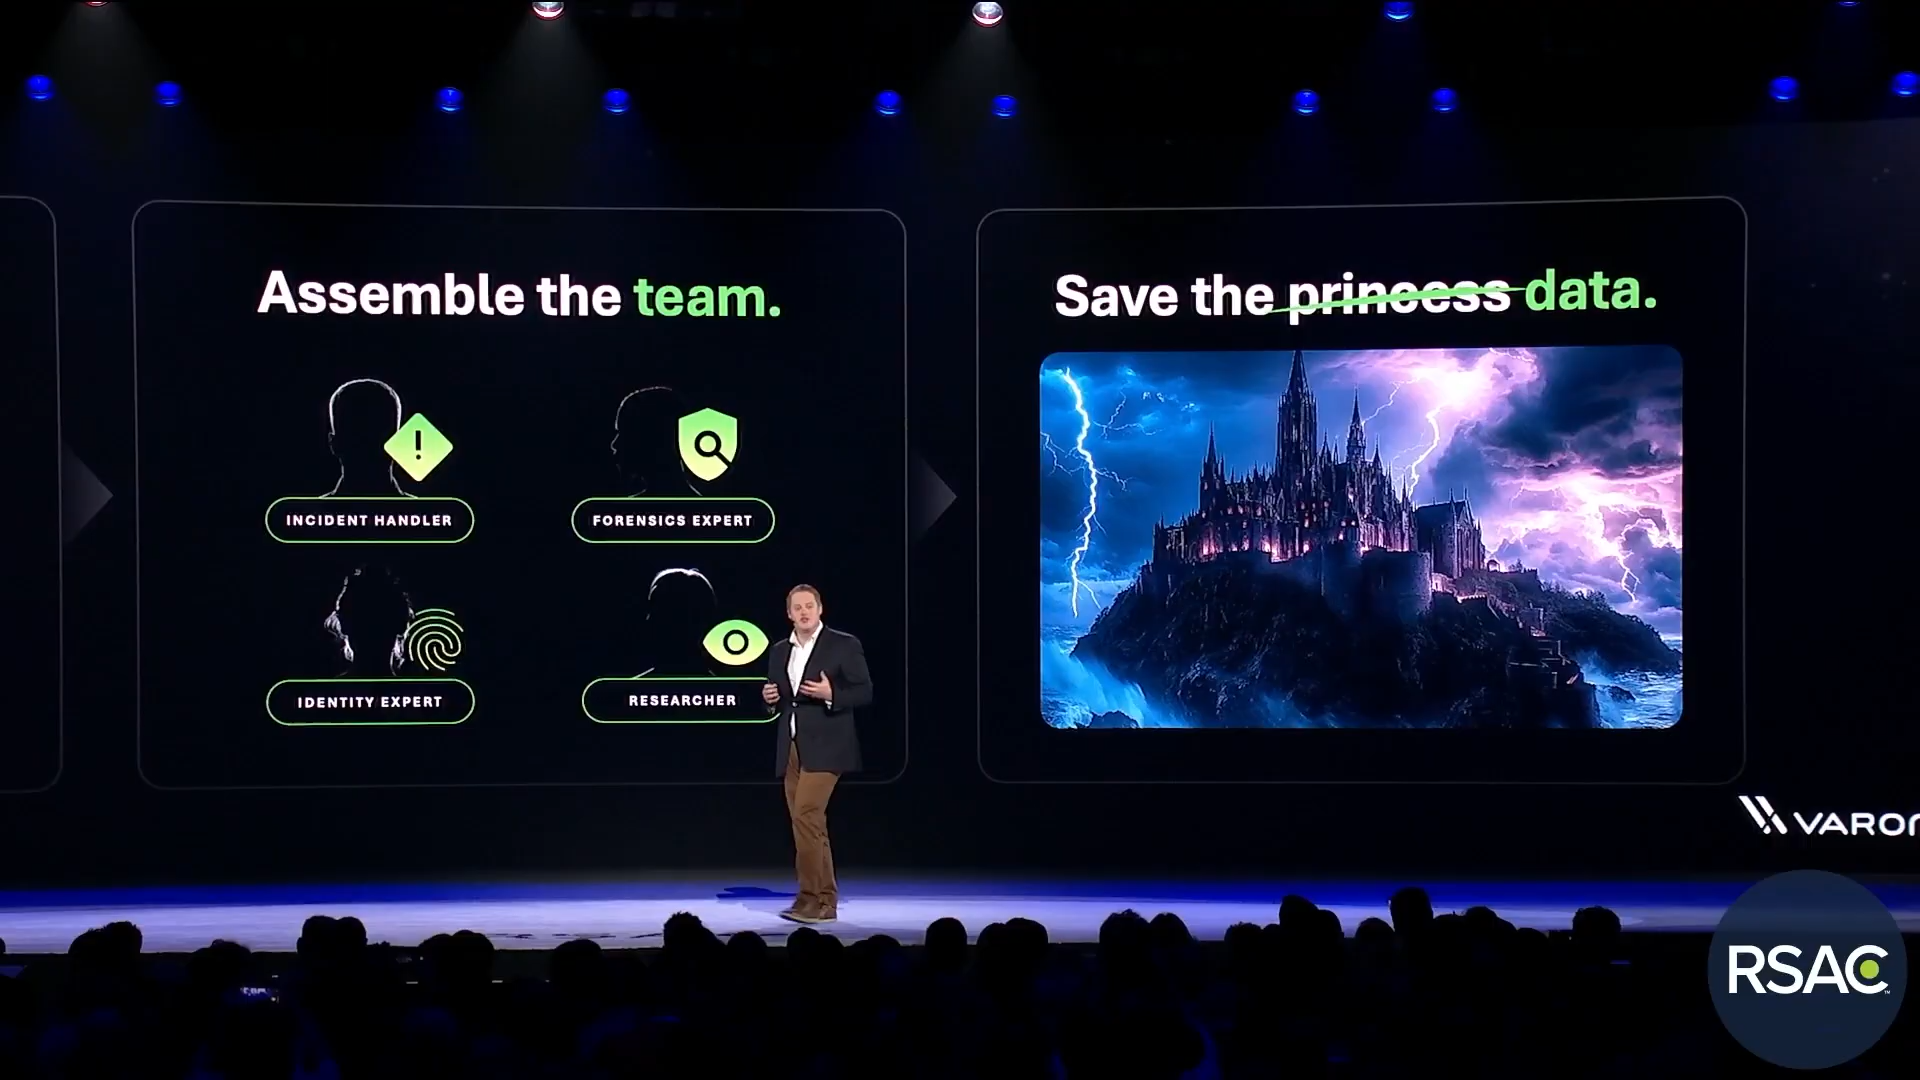 Assemble the team.
INCIDENT HANDLER
FORENSICS EXPERT
IDENTITY EXPERT
RESEARCHER
Save the princess data.
VARON
RSAC